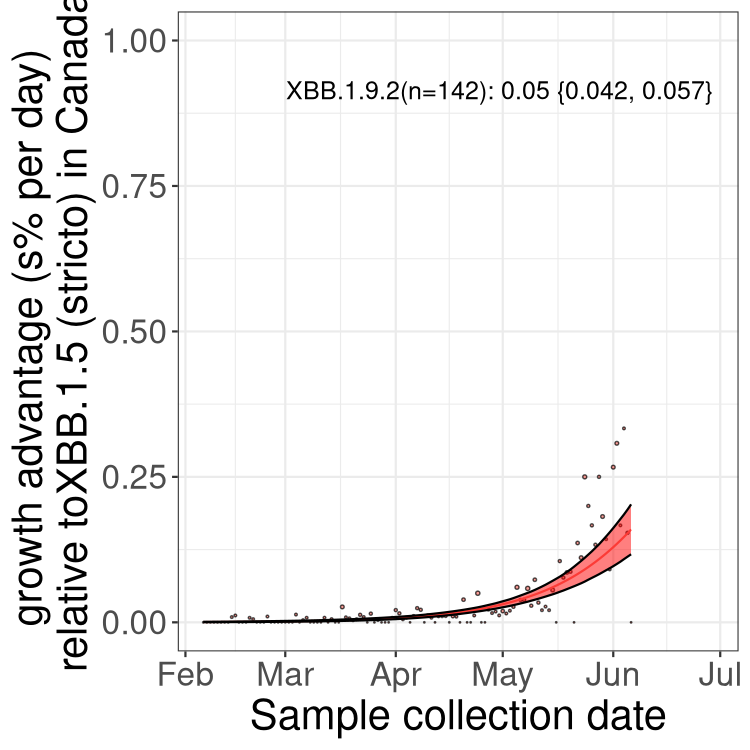 growth advantage (s% per day)
relative toXBB.1.5 (stricto) in Canada
1.00
0.75
0.50
0.25
0.00
XBB.1.9.2(n=142): 0.05 {0.042, 0.057}
Feb Mar Apr May Jun Jul
Sample collection date